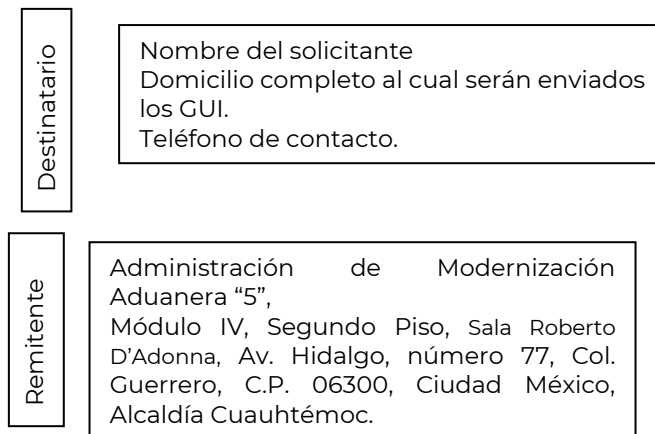 Destinatario
Nombre del solicitante
Domicilio completo al cual serán enviados
los GUI.
Teléfono de contacto.
Remitente
Administración de Modernización
Aduanera “5”,
Módulo IV, Segundo Piso, Sala Roberto
D’Adonna, Av. Hidalgo, número 77, Col.
Guerrero, C.P. 06300, Ciudad México,
Alcaldía Cuauhtémoc.